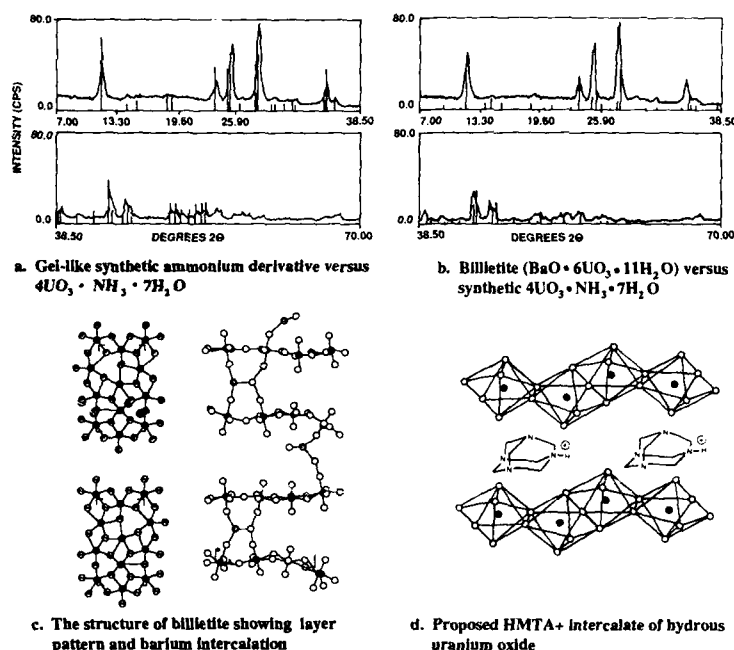 80.0
0.0
7.00 13.30 19.60 25.90 38.50
80.0
0.0
38.50 DEGREES 2θ 70.00
INTENSITY (CPS)
80.0
0.0
7.00 13.30 19.60 25.90 38.50
80.0
0.0
38.50 DEGREES 2θ 70.00
a. Gel-like synthetic ammonium derivative versus
4UO₃ • NH₃ • 7H₂O
b. Billietite (BaO • 6UO₃ • 11H₂O) versus
synthetic 4UO₃ • NH₃ • 7H₂O
N N N N H +
N N N N H +
c. The structure of billietite showing layer
pattern and barium intercalation
d. Proposed HMTA+ intercalate of hydrous
uranium oxide